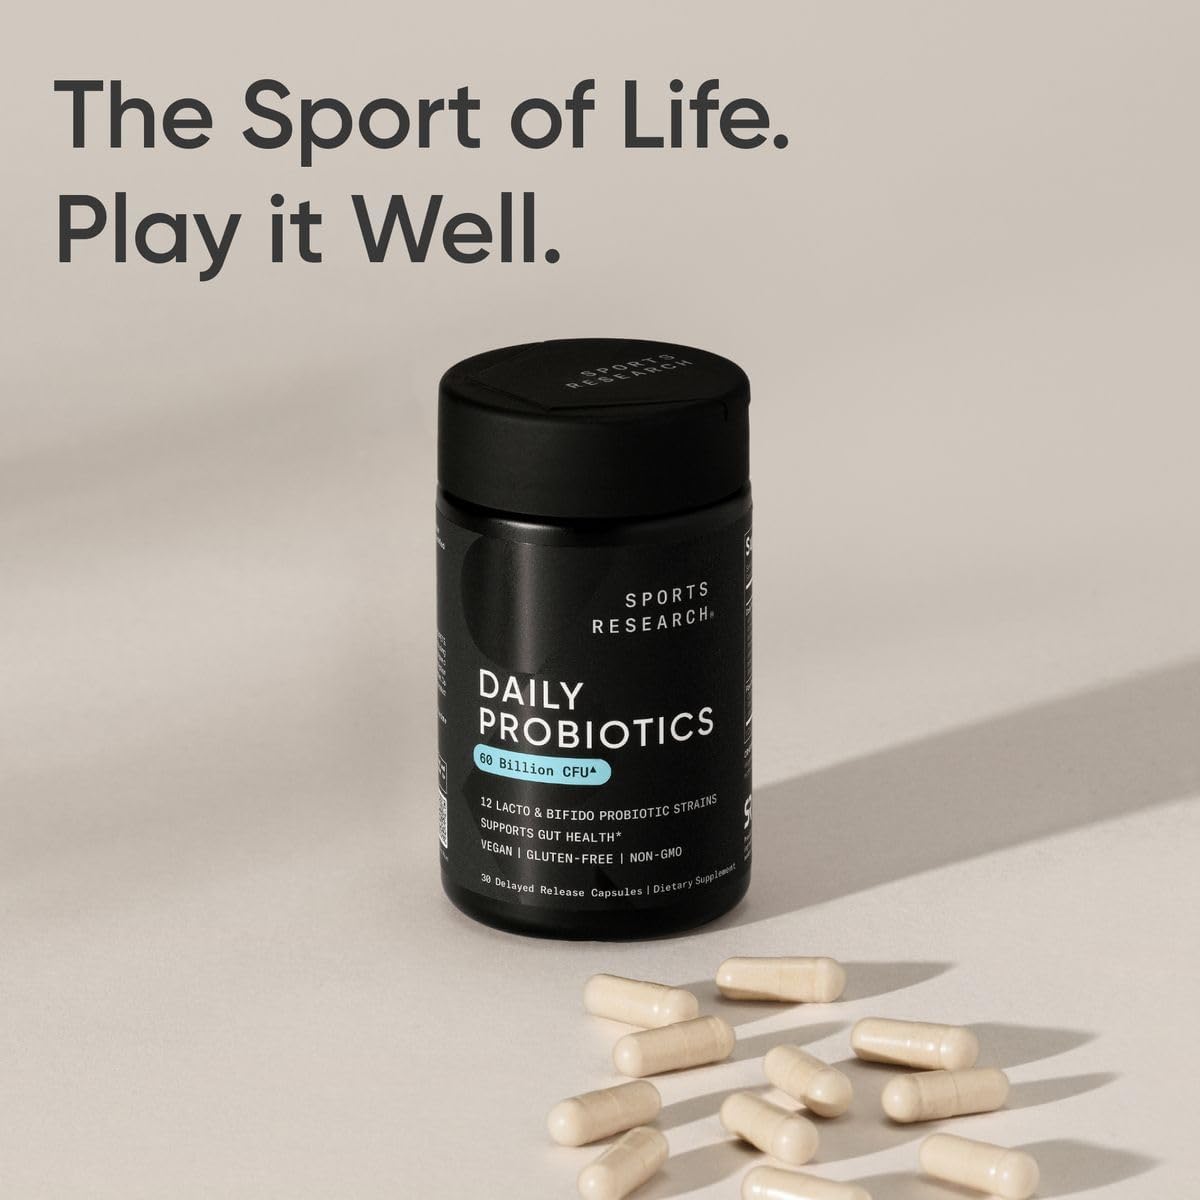 The Sport of Life.
Play it Well.
SPORTS
RESEARCH
SPORTS
RESEARCH®
DAILY
PROBIOTICS
60 Billion CFU▲
12 LACTO & BIFIDO PROBIOTIC STRAINS
SUPPORTS GUT HEALTH*
VEGAN | GLUTEN-FREE | NON-GMO
30 Delayed Release Capsules | Dietary Supplement